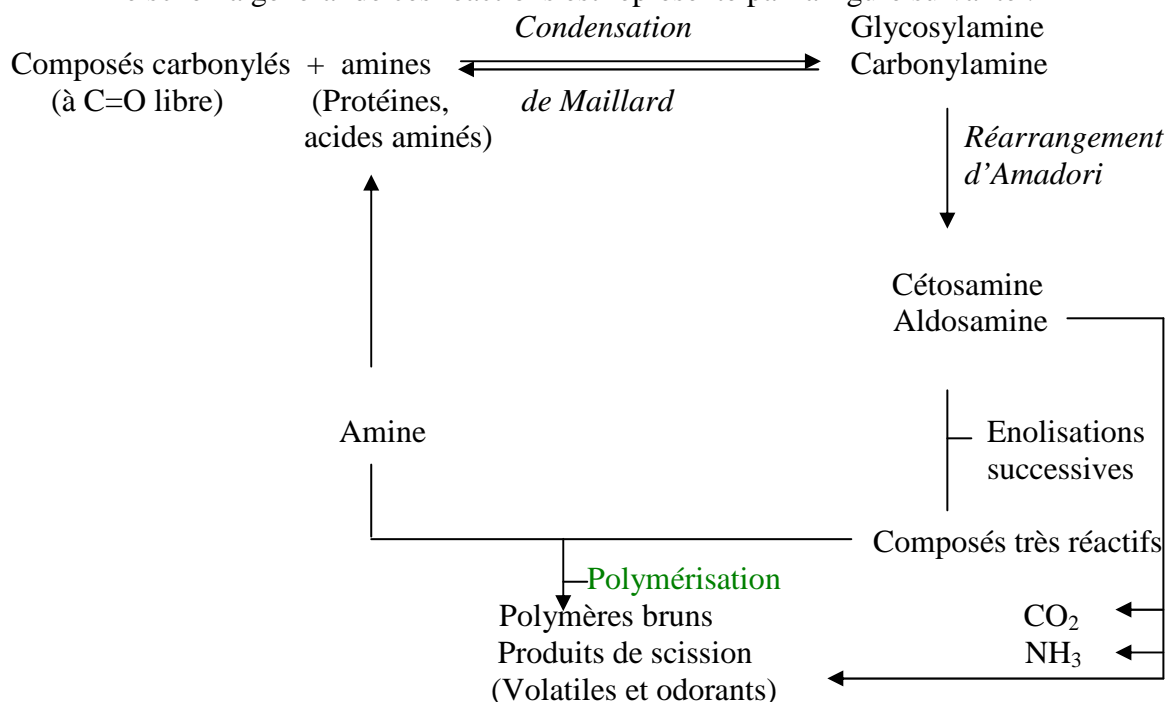 Condensation
Glycosylamine
Composés carbonylés + amines
Carbonylamine
(à C=O libre)
(Protéines,
de Maillard
acides aminés)
Réarrangement
d'Amadori
Cétosamine
Aldosamine
Amine
Enolisations
successives
Composés très réactifs
Polymérisation
Polymères bruns
CO₂
Produits de scission
NH₃
(Volatiles et odorants)